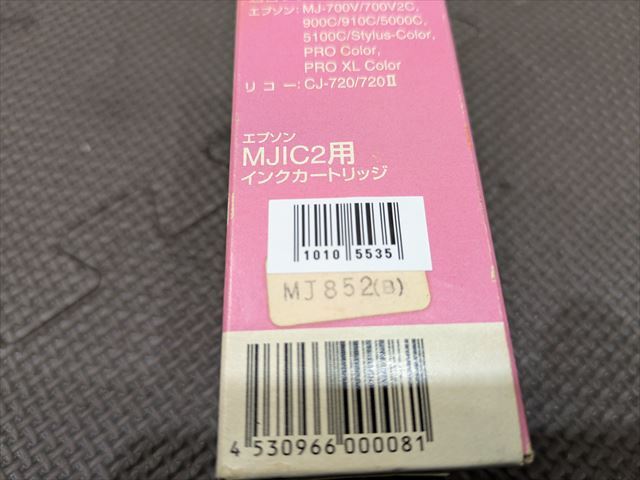 エプソン: MJ-700V/700V2C,
900C/910C/5000C,
5100C/Stylus-Color,
PRO Color,
PRO XL Color
リコー: CJ-720/720Ⅱ
エプソン
MJIC2用
インクカートリッジ
1010 5535
MJ852(B)
4 530966 000081